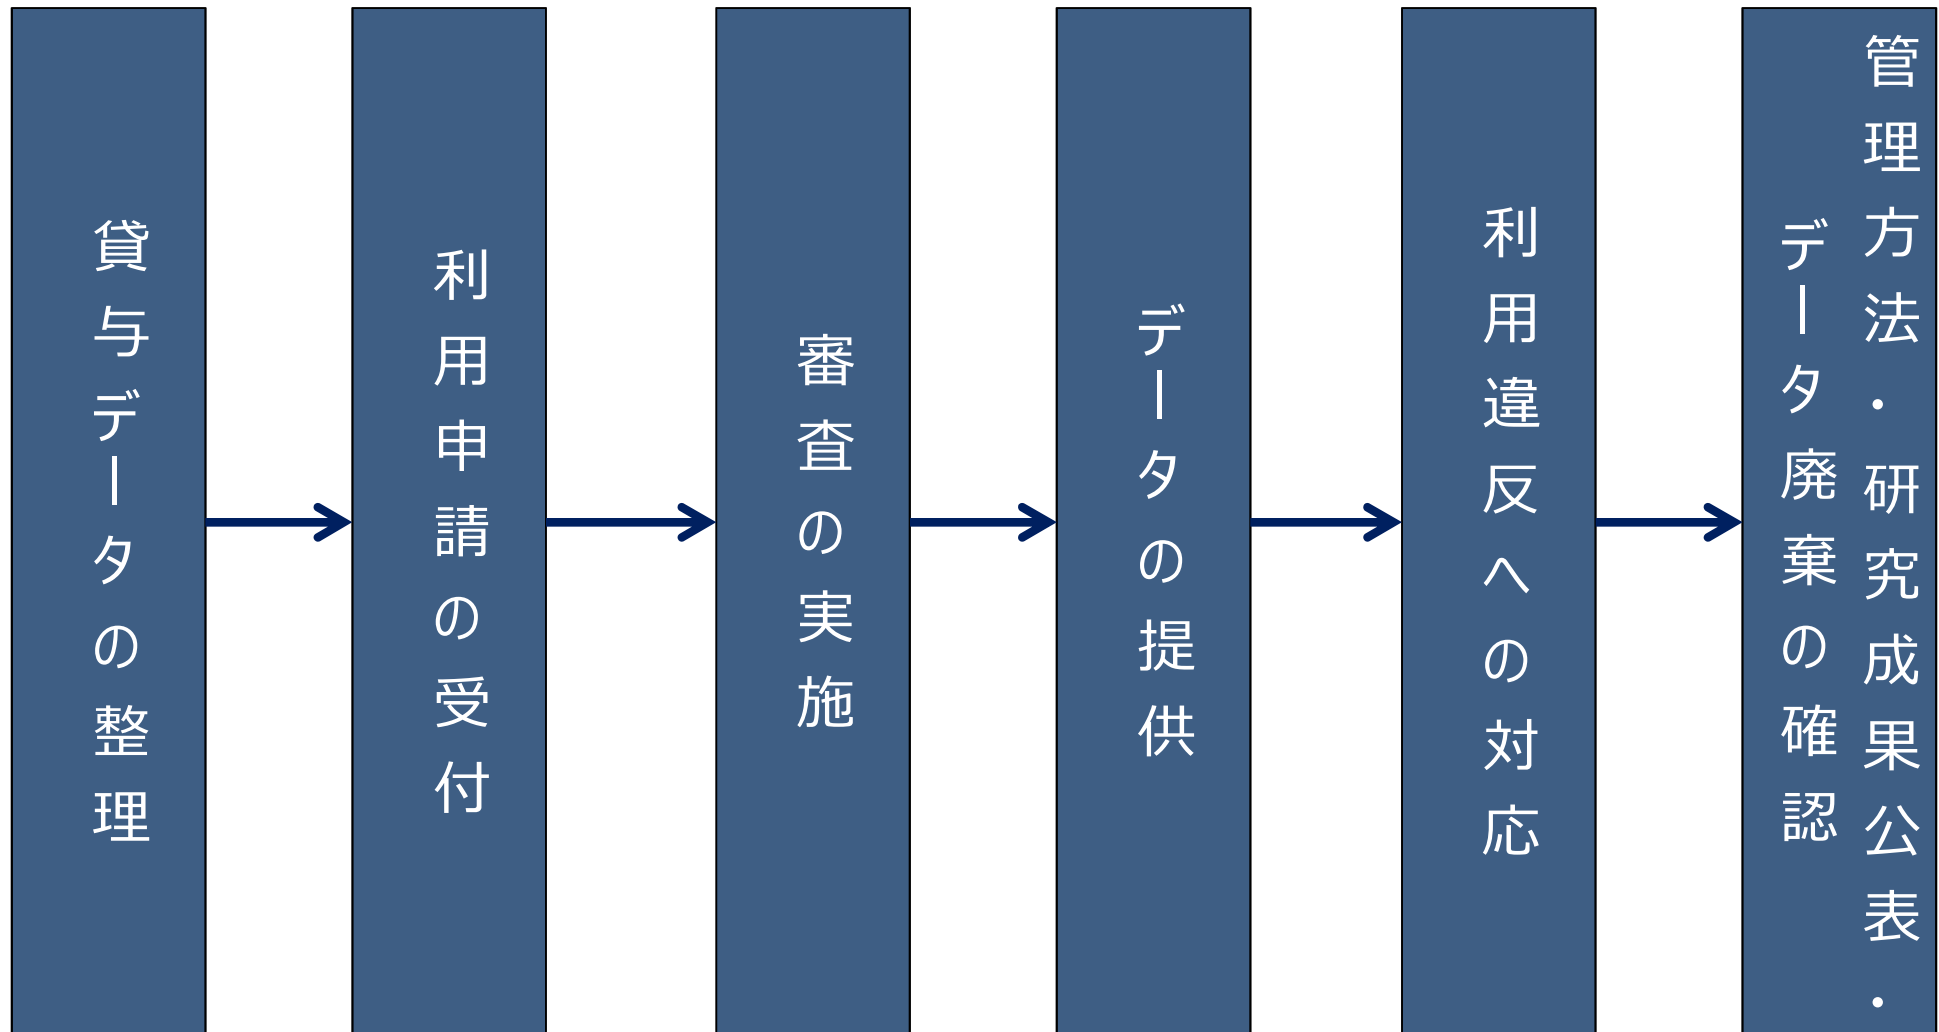 貸与データの整理
利用申請の受付
審査の実施
データの提供
利用違反への対応
管理方法・研究成果公表・
データ廃棄の確認